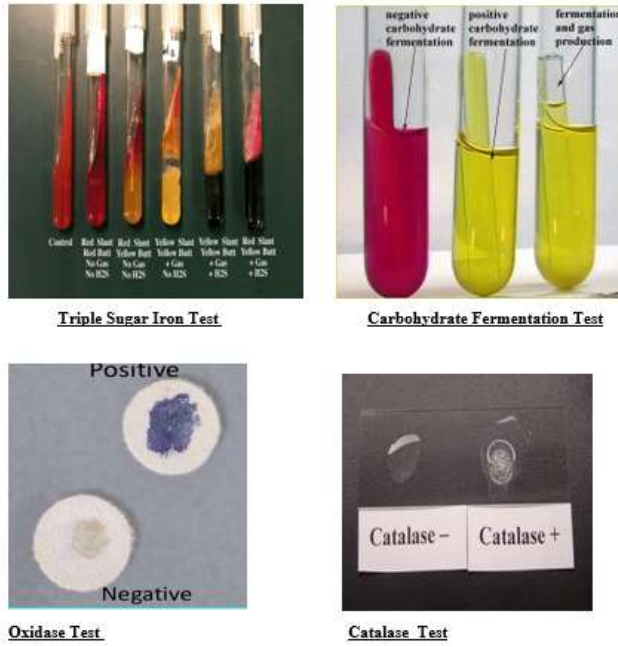 Control
Red Slant
Red Butt
No Gas
No H2S
Red Slant
Yellow Butt
No Gas
No H2S
Yellow Slant
Yellow Butt
+ Gas
No H2S
Yellow Slant
Yellow Butt
+ Gas
+ H2S
Red Slant
Yellow Butt
+ Gas
+ H2S
negative
carbohydrate
fermentation
positive
carbohydrate
fermentation
fermentation
and gas
production
Triple Sugar Iron Test
Carbohydrate Fermentation Test
Positive
Negative
Catalase –
Catalase +
Oxidase Test
Catalase Test